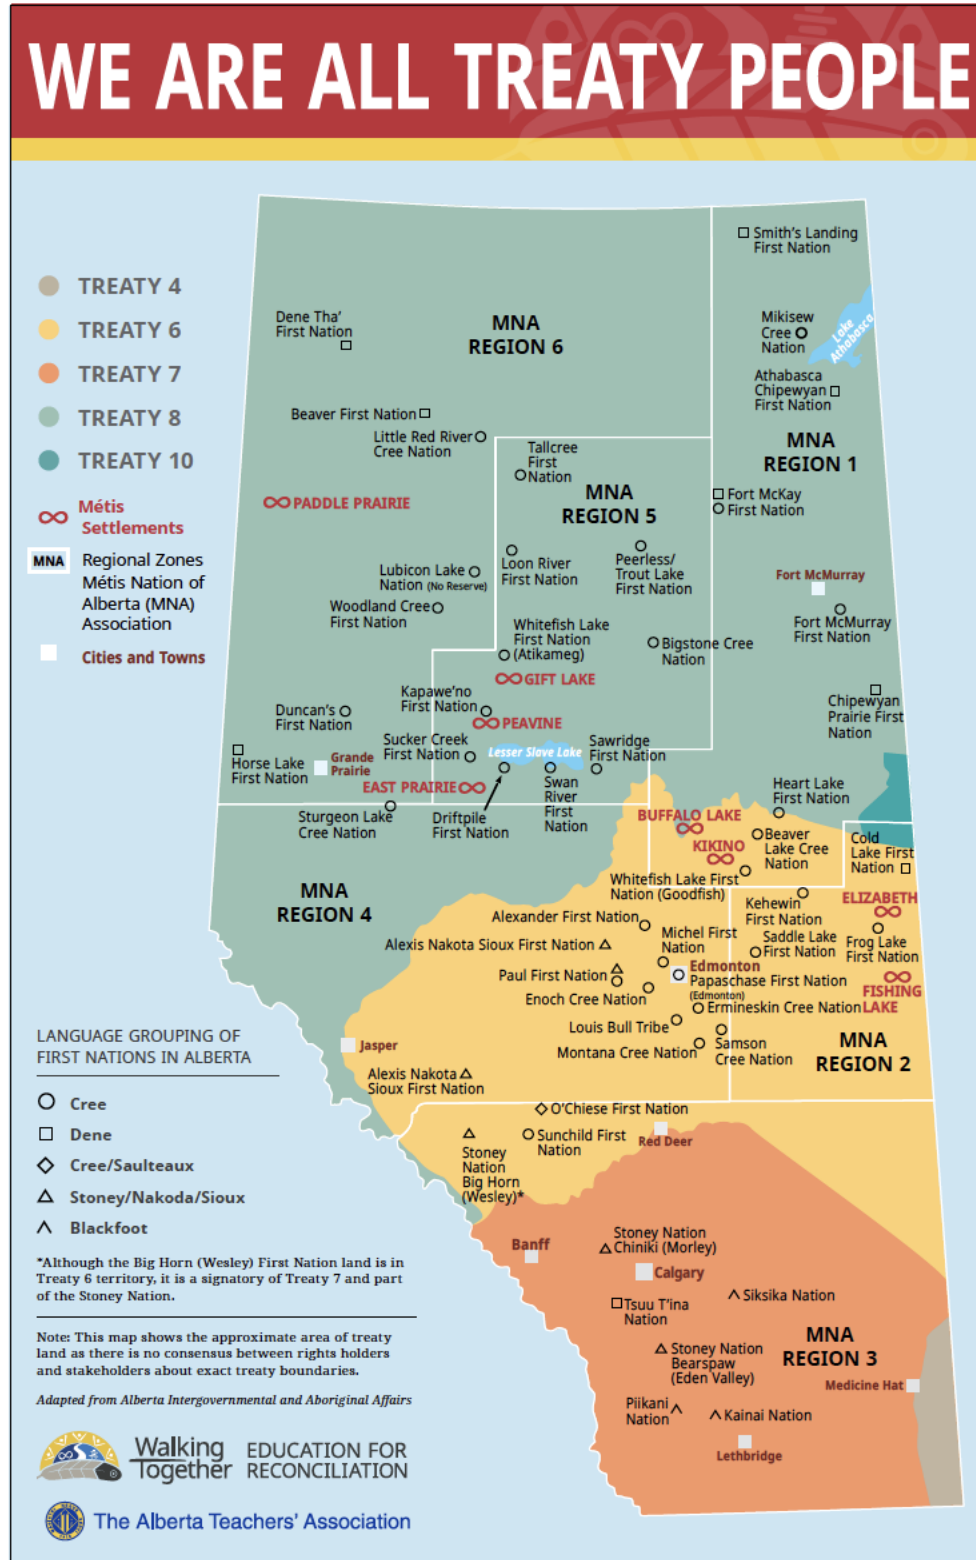 WE ARE ALL TREATY PEOPLE
TREATY 4
TREATY 6
TREATY 7
TREATY 8
TREATY 10
Métis
Settlements
MNA
Regional Zones
Métis Nation of
Alberta (MNA)
Association
Cities and Towns
Smith's Landing
First Nation
Dene Tha'
First Nation
MNA
REGION 6
Mikisew
Cree
Nation
Lake
Athabasca
Athabasca
Chipewyan
First Nation
Beaver First Nation
Little Red River
Cree Nation
MNA
REGION 1
Tallcree
First
Nation
PADDLE PRAIRIE
MNA
REGION 5
Fort McKay
First Nation
Loon River
First Nation
Peerless/
Trout Lake
First Nation
Lubicon Lake
Nation (No Reserve)
Fort McMurray
Woodland Cree
First Nation
Fort McMurray
First Nation
Whitefish Lake
First Nation
(Atikameg)
Bigstone Cree
Nation
GIFT LAKE
Kapawe'no
First Nation
Chipewyan
Prairie First
Nation
Duncan's
First Nation
PEAVINE
Sucker Creek
First Nation
Lesser Slave Lake
Sawridge
First Nation
Horse Lake
First Nation
Grande
Prairie
EAST PRAIRIE
Swan
River
First
Nation
Heart Lake
First Nation
Sturgeon Lake
Cree Nation
Driftpile
First Nation
BUFFALO LAKE
KIKINO
Beaver
Lake Cree
Nation
Cold
Lake First
Nation
Whitefish Lake First
Nation (Goodfish)
MNA
REGION 4
Kehewin
First Nation
ELIZABETH
Alexander First Nation
Michel First
Nation
Saddle Lake
First Nation
Frog Lake
First Nation
Alexis Nakota Sioux First Nation
Paul First Nation
Edmonton
Papaschase First Nation
(Edmonton)
FISHING
LAKE
Enoch Cree Nation
Ermineskin Cree Nation
Louis Bull Tribe
Montana Cree Nation
Samson
Cree Nation
MNA
REGION 2
Jasper
Alexis Nakota
Sioux First Nation
O'Chiese First Nation
Sunchild First
Nation
Red Deer
Stoney
Nation
Big Horn
(Wesley)*
Banff
Stoney Nation
Chiniki (Morley)
Calgary
Siksika Nation
Tsuu T'ina
Nation
MNA
REGION 3
Stoney Nation
Bearspaw
(Eden Valley)
Medicine Hat
Piikani
Nation
Kainai Nation
Lethbridge
LANGUAGE GROUPING OF
FIRST NATIONS IN ALBERTA
Cree
Dene
Cree/Saulteaux
Stoney/Nakoda/Sioux
Blackfoot
*Although the Big Horn (Wesley) First Nation land is in
Treaty 6 territory, it is a signatory of Treaty 7 and part
of the Stoney Nation.
Note: This map shows the approximate area of treaty
land as there is no consensus between rights holders
and stakeholders about exact treaty boundaries.
Adapted from Alberta Intergovernmental and Aboriginal Affairs
Walking
Together
EDUCATION FOR
RECONCILIATION
The Alberta Teachers' Association